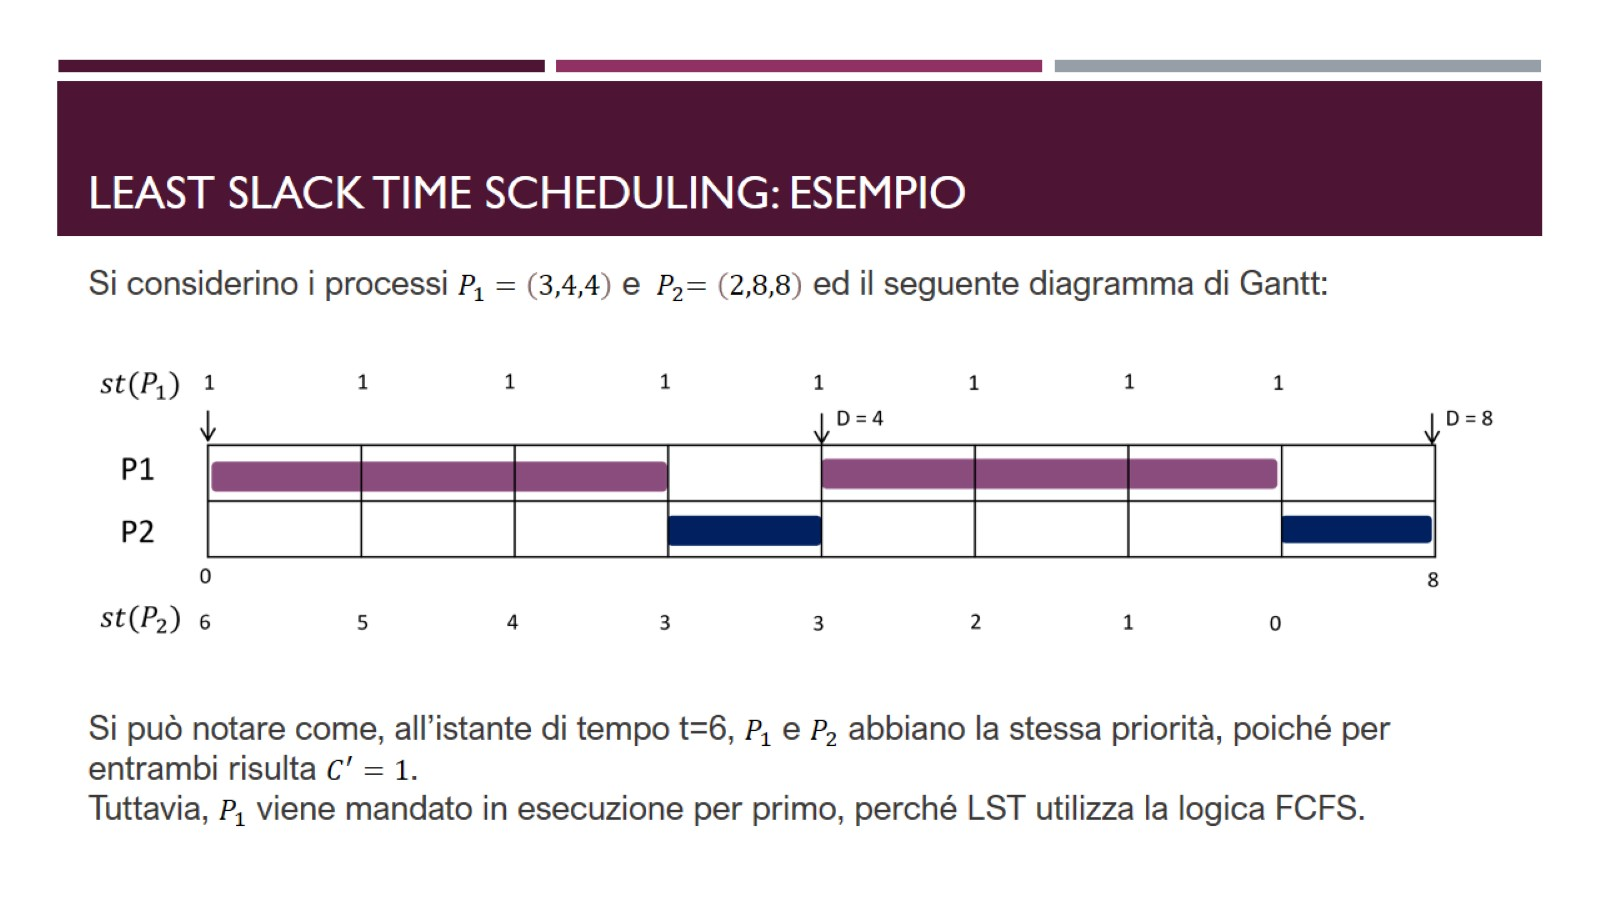 LEAST SLACK TIME SCHEDULING: ESEMPIO
Si considerino i processi P₁ = (3,4,4) e P₂= (2,8,8) ed il seguente diagramma di Gantt:
st(P₁) 1 1 1 1 1 1 1 1
D = 4 D = 8
P1
P2
0 8
st(P₂) 6 5 4 3 3 2 1 0
Si può notare come, all’istante di tempo t=6, P₁ e P₂ abbiano la stessa priorità, poiché per
entrambi risulta C′ = 1.
Tuttavia, P₁ viene mandato in esecuzione per primo, perché LST utilizza la logica FCFS.